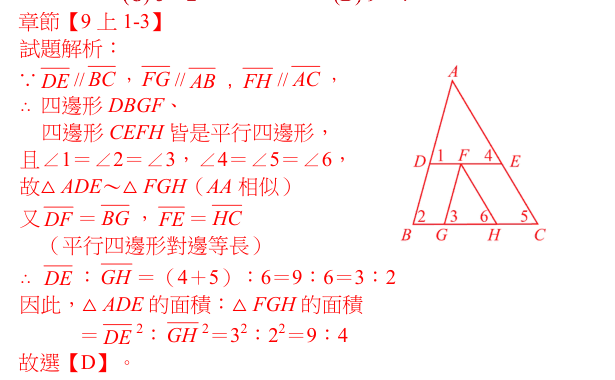 章節【9 上 1-3】
試題解析：
∵ DE // BC ，FG // AB ，FH // AC ，
∴ 四邊形 DBGF、
四邊形 CEFH 皆是平行四邊形，
且∠1＝∠2＝∠3，∠4＝∠5＝∠6，
故△ ADE～△ FGH（AA 相似）
又 DF ＝ BG ，FE ＝ HC
（平行四邊形對邊等長）
∴ DE ：GH ＝（4＋5）：6＝9：6＝3：2
因此，△ ADE 的面積：△ FGH 的面積
＝ DE ²： GH ²＝3²：2²＝9：4
故選【D】。
A
D 1 F 4 E
2 3 6 5
B G H C